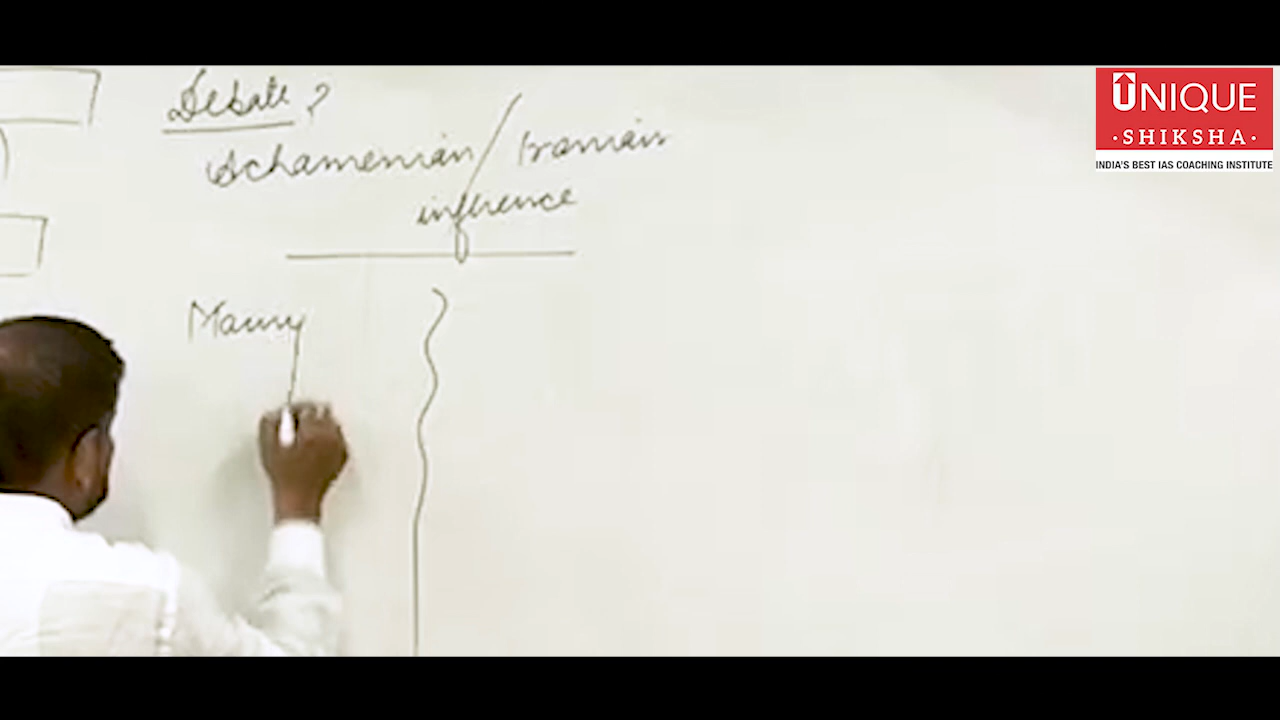 Debate ?
Achamenian / Iranian
influence
Maury
UNIQUE
·SHIKSHA·
INDIA'S BEST IAS COACHING INSTITUTE